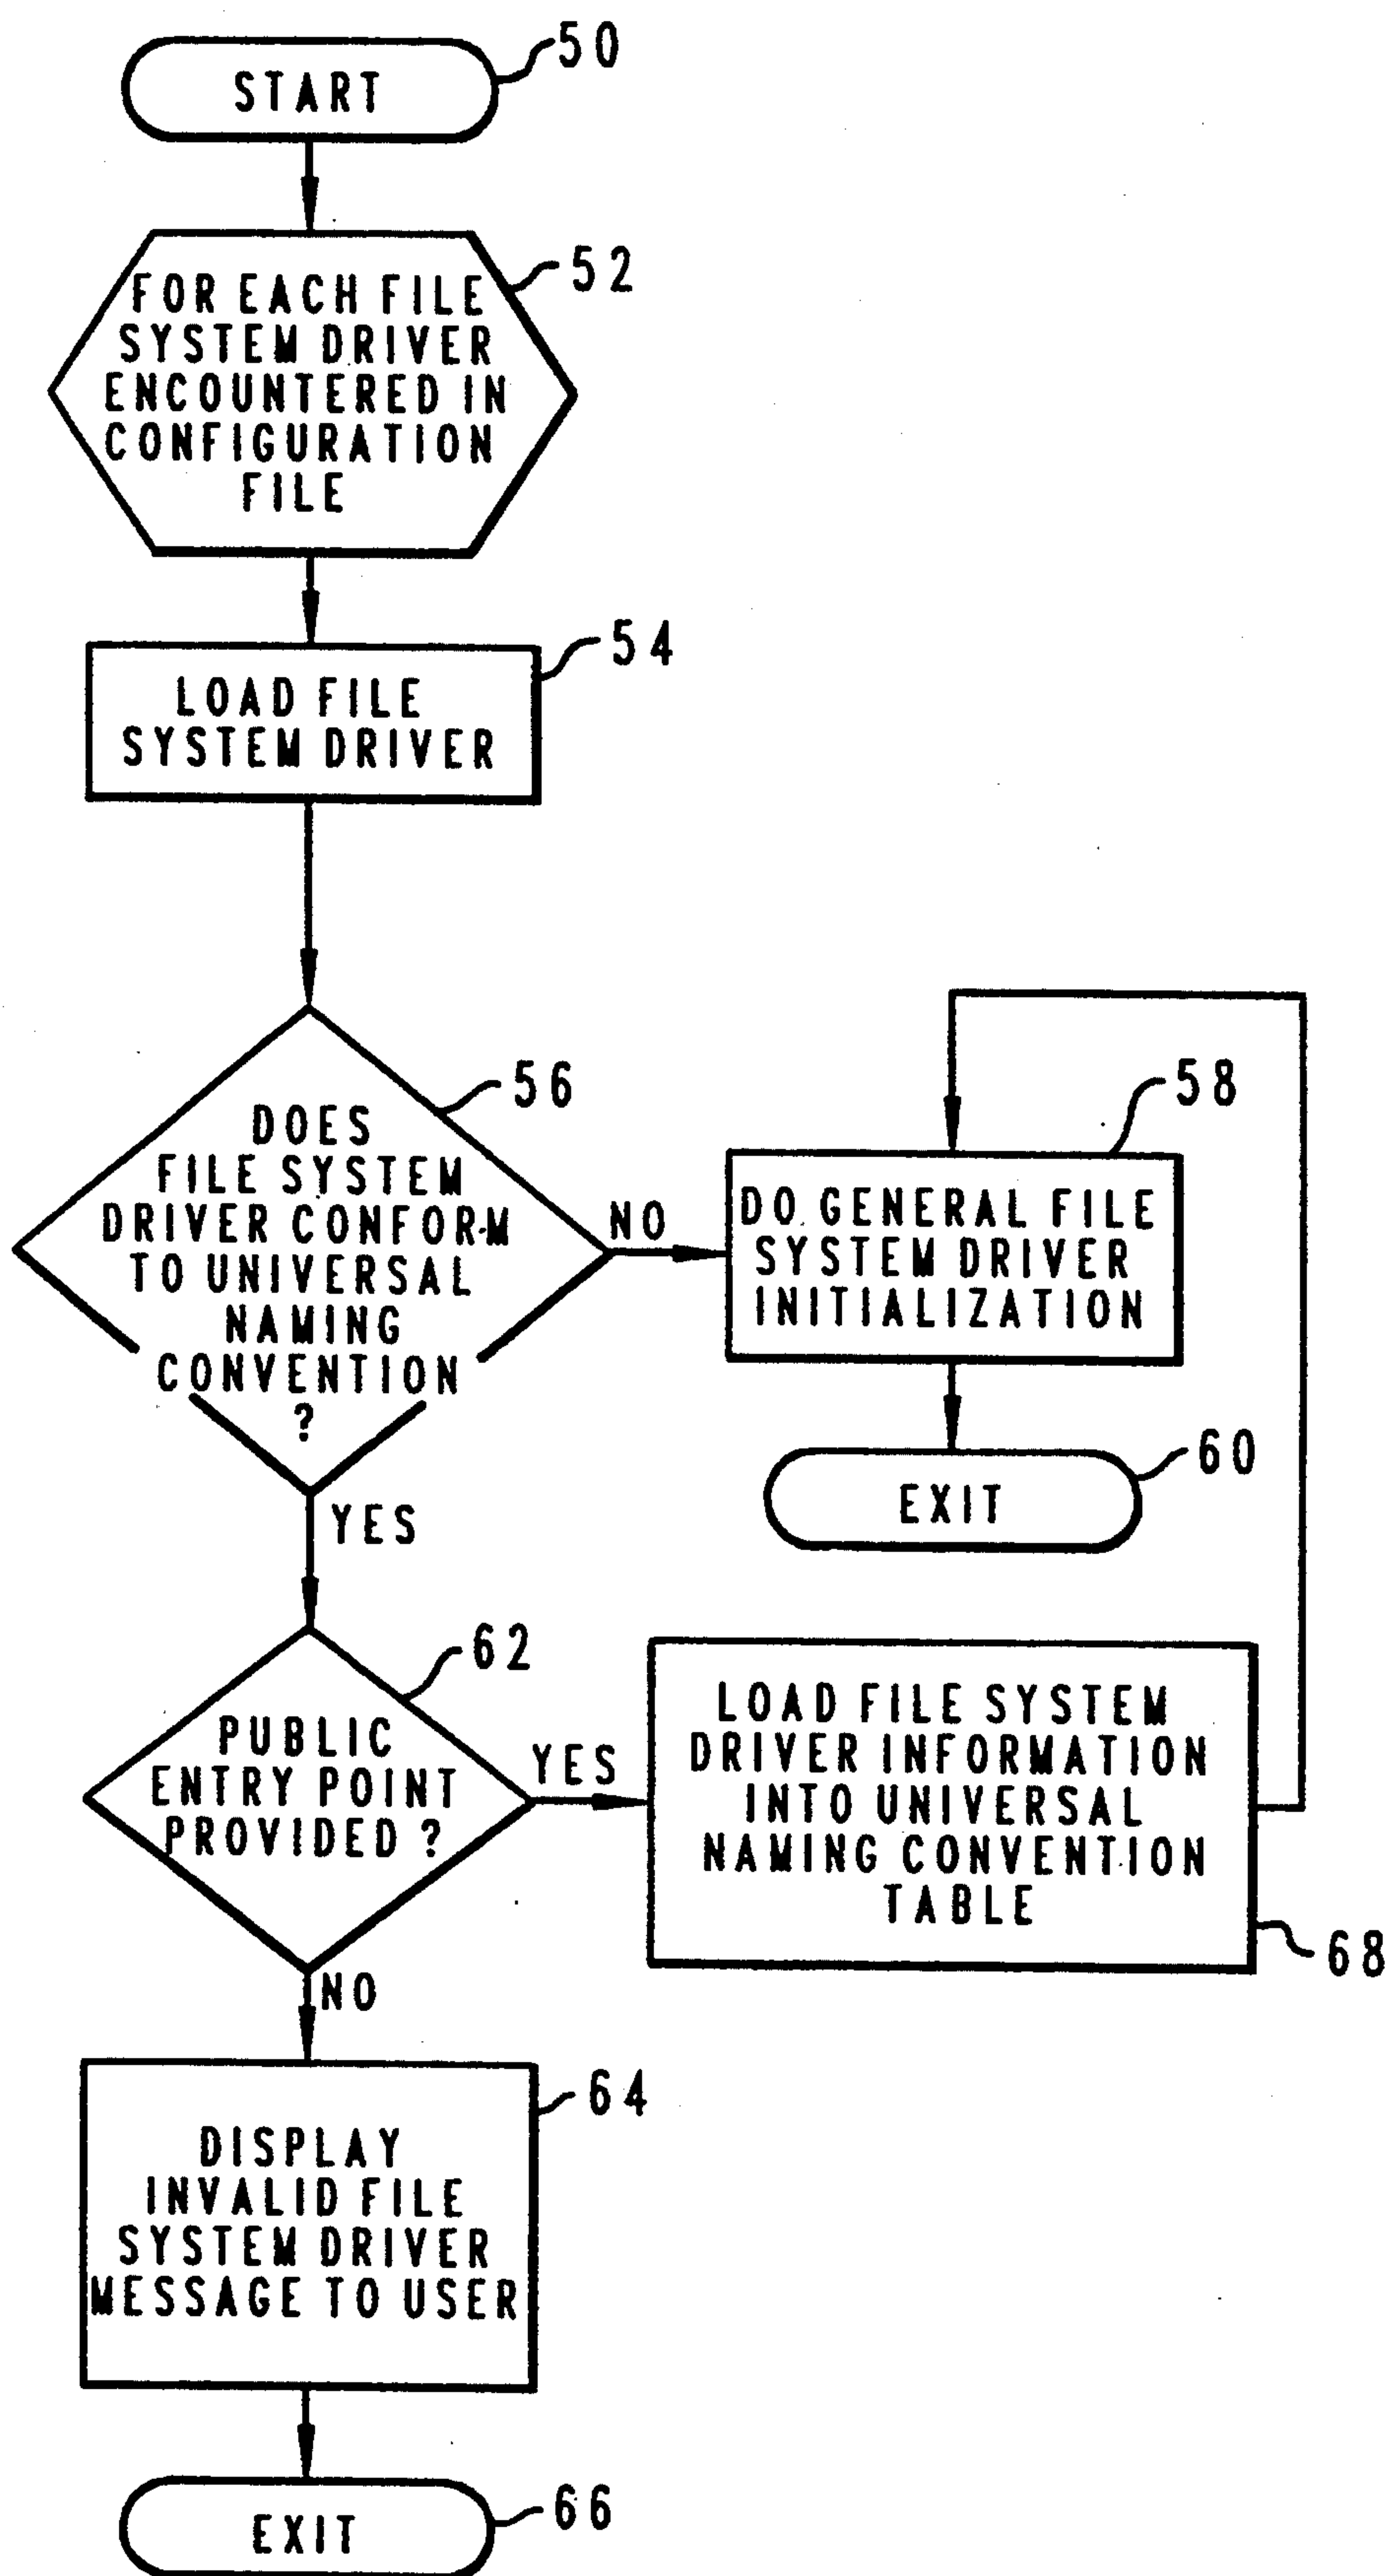 START
50
FOR EACH FILE
SYSTEM DRIVER
ENCOUNTERED IN
CONFIGURATION
FILE
52
LOAD FILE
SYSTEM DRIVER
54
DOES
FILE SYSTEM
DRIVER CONFORM
TO UNIVERSAL
NAMING
CONVENTION
?
56
NO
DO GENERAL FILE
SYSTEM DRIVER
INITIALIZATION
58
EXIT
60
YES
PUBLIC
ENTRY POINT
PROVIDED ?
62
YES
LOAD FILE SYSTEM
DRIVER INFORMATION
INTO UNIVERSAL
NAMING CONVENTION
TABLE
68
NO
DISPLAY
INVALID FILE
SYSTEM DRIVER
MESSAGE TO USER
64
EXIT
66